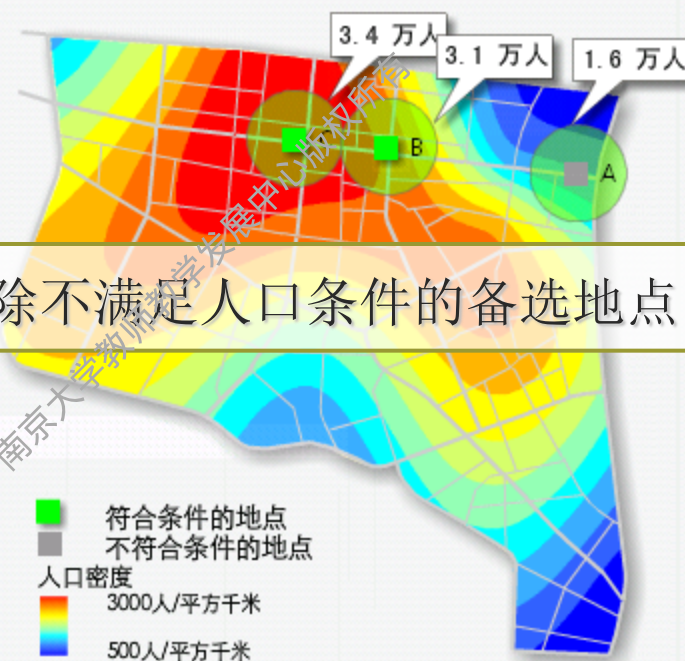 3.4 万人
3.1 万人
1.6 万人
B
A
除不满足人口条件的备选地点
南京大学教师教学发展中心版权所有
符合条件的地点
不符合条件的地点
人口密度
3000人/平方千米
500人/平方千米